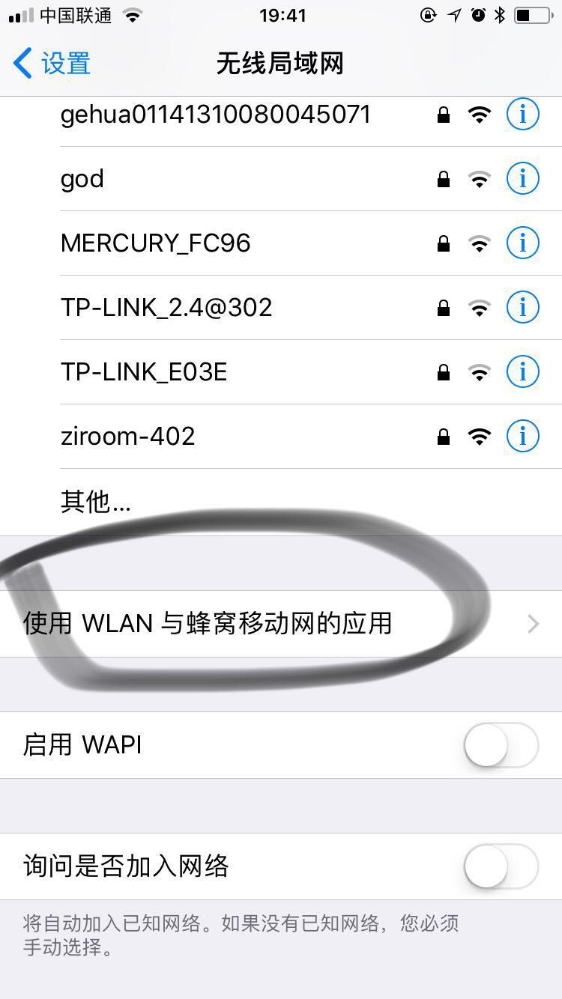 中国联通 19:41
设置 无线局域网
gehua01141310080045071
god
MERCURY_FC96
TP-LINK_2.4@302
TP-LINK_E03E
ziroom-402
其他...
使用 WLAN 与蜂窝移动网的应用
启用 WAPI
询问是否加入网络
将自动加入已知网络。如果没有已知网络，您必须
手动选择。